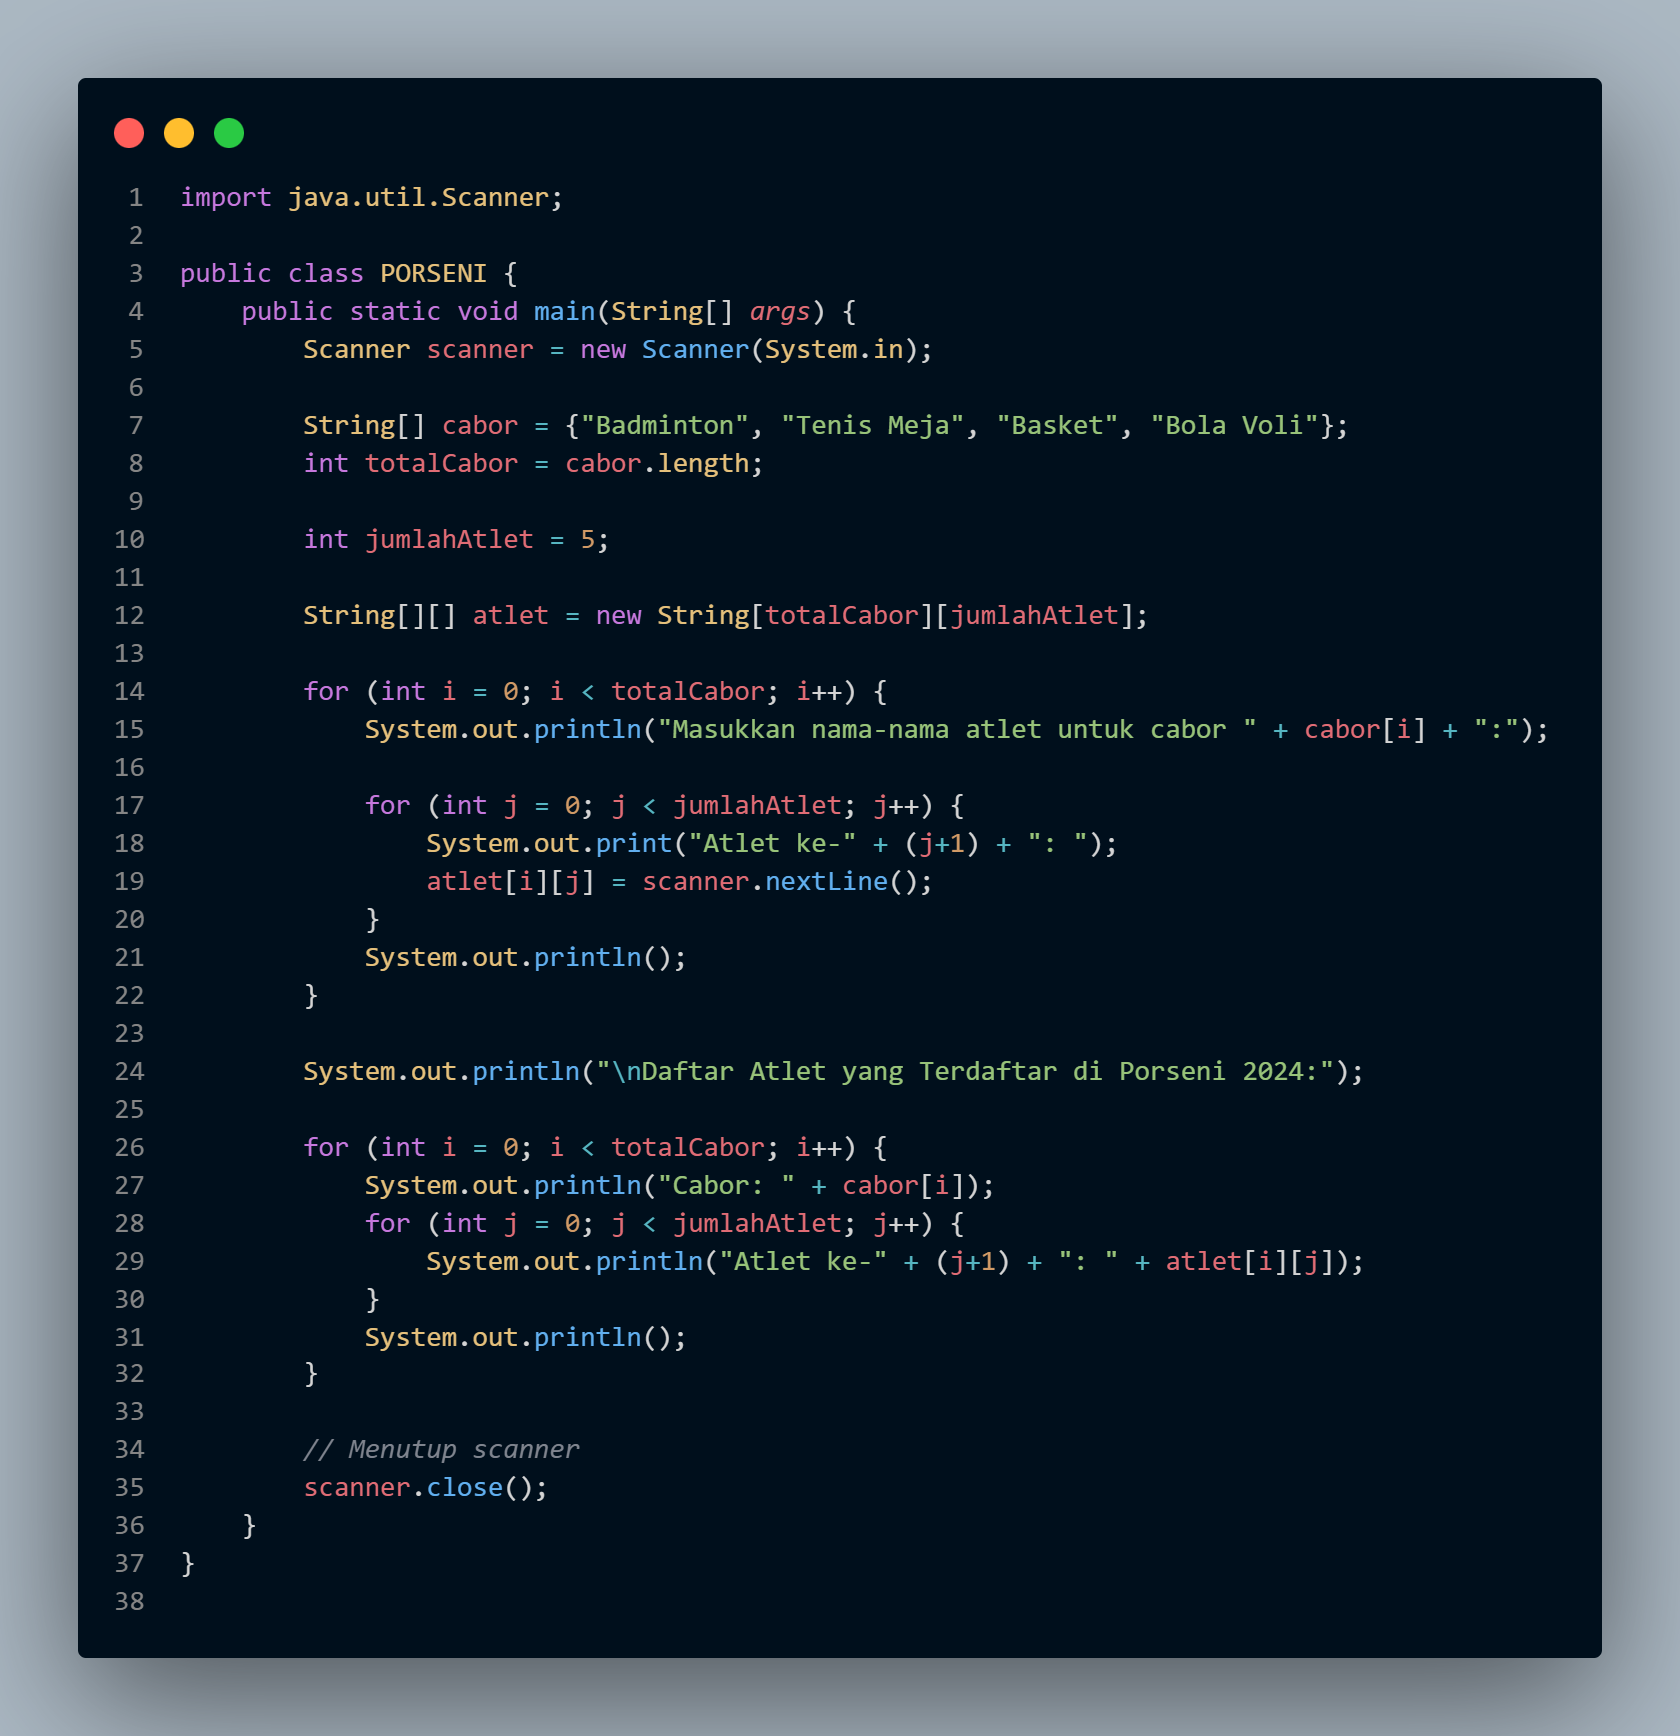 1 import java.util.Scanner;
2
3 public class PORSENI {
4     public static void main(String[] args) {
5         Scanner scanner = new Scanner(System.in);
6
7         String[] cabor = {"Badminton", "Tenis Meja", "Basket", "Bola Voli"};
8         int totalCabor = cabor.length;
9
10         int jumlahAtlet = 5;
11
12         String[][] atlet = new String[totalCabor][jumlahAtlet];
13
14         for (int i = 0; i < totalCabor; i++) {
15             System.out.println("Masukkan nama-nama atlet untuk cabor " + cabor[i] + ":");
16
17             for (int j = 0; j < jumlahAtlet; j++) {
18                 System.out.print("Atlet ke-" + (j+1) + ": ");
19                 atlet[i][j] = scanner.nextLine();
20             }
21             System.out.println();
22         }
23
24         System.out.println("\nDaftar Atlet yang Terdaftar di Porseni 2024:");
25
26         for (int i = 0; i < totalCabor; i++) {
27             System.out.println("Cabor: " + cabor[i]);
28             for (int j = 0; j < jumlahAtlet; j++) {
29                 System.out.println("Atlet ke-" + (j+1) + ": " + atlet[i][j]);
30             }
31             System.out.println();
32         }
33
34         // Menutup scanner
35         scanner.close();
36     }
37 }
38